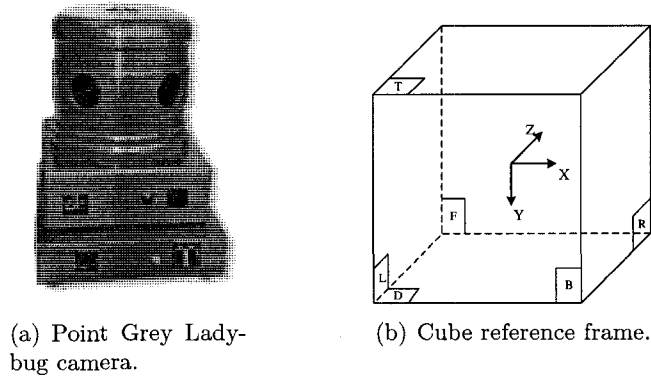 T
Z
X
Y
F
R
L
D
B
(a) Point Grey Lady-
bug camera.
(b) Cube reference frame.